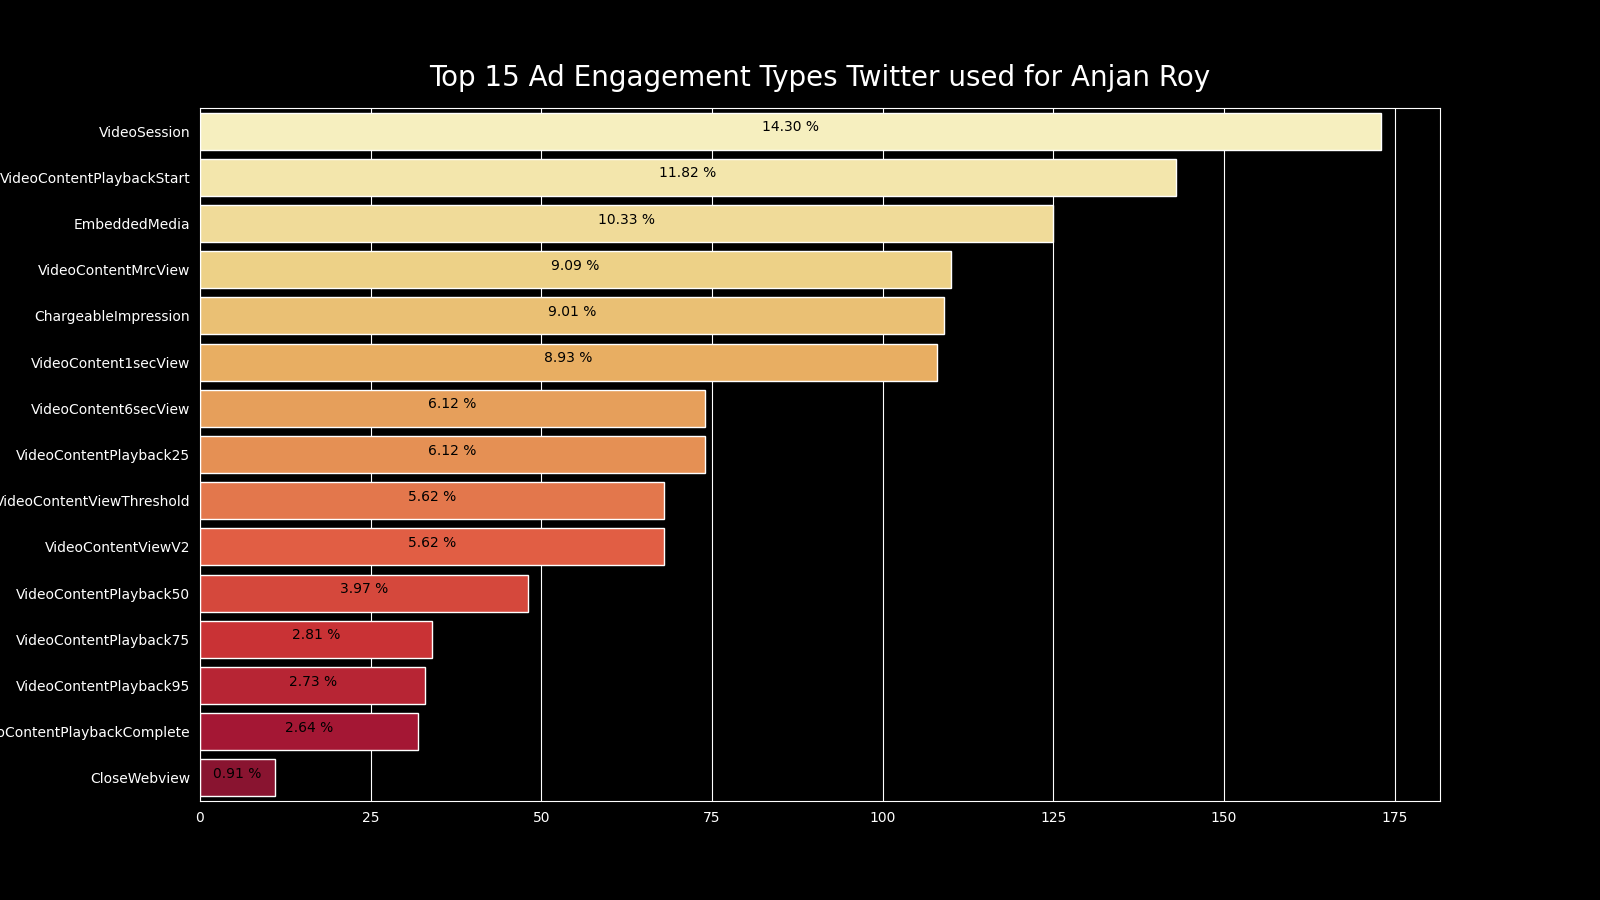 Top 15 Ad Engagement Types Twitter used for Anjan Roy
VideoSession 14.30 %
VideoContentPlaybackStart 11.82 %
EmbeddedMedia 10.33 %
VideoContentMrcView 9.09 %
ChargeableImpression 9.01 %
VideoContent1secView 8.93 %
VideoContent6secView 6.12 %
VideoContentPlayback25 6.12 %
VideoContentViewThreshold 5.62 %
VideoContentViewV2 5.62 %
VideoContentPlayback50 3.97 %
VideoContentPlayback75 2.81 %
VideoContentPlayback95 2.73 %
oContentPlaybackComplete 2.64 %
CloseWebview 0.91 %
0 25 50 75 100 125 150 175